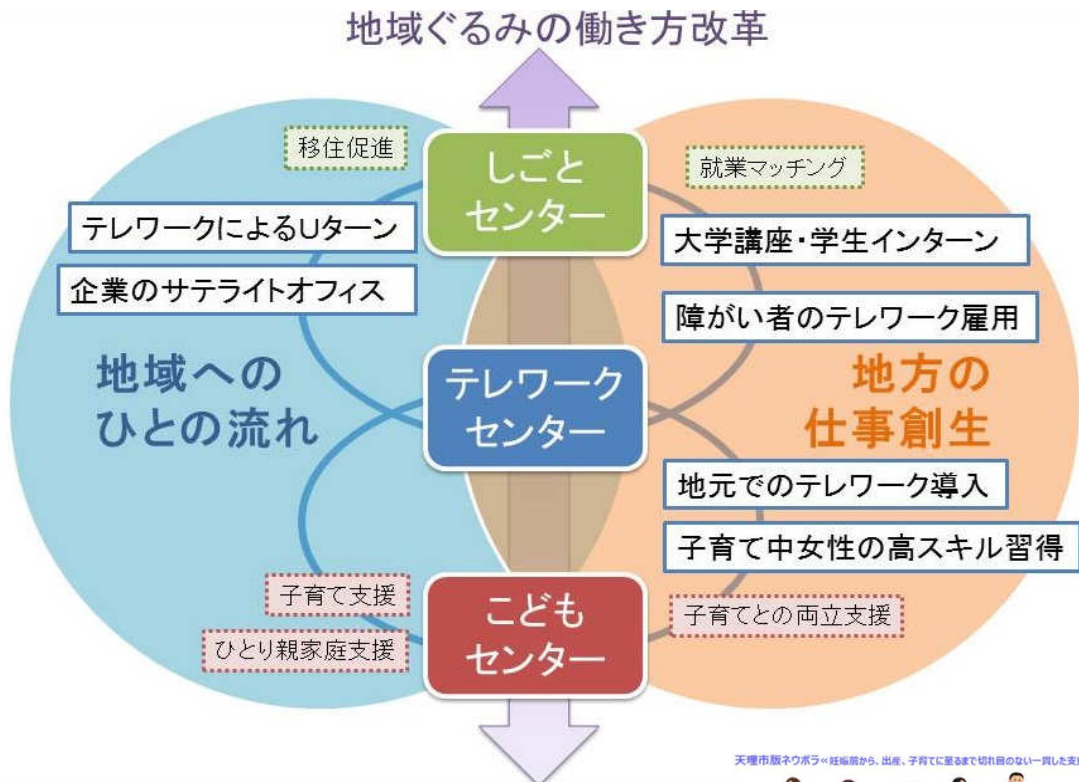 地域ぐるみの働き方改革
移住促進
しごと
センター
就業マッチング
テレワークによるUターン
企業のサテライトオフィス
大学講座・学生インターン
障がい者のテレワーク雇用
地域への
ひとの流れ
テレワーク
センター
地方の
仕事創生
地元でのテレワーク導入
子育て中女性の高スキル習得
子育て支援
ひとり親家庭支援
こども
センター
子育てとの両立支援
天理市版ネウボラ≪妊娠前から、出産、子育てに至るまで切れ目のない一貫した支